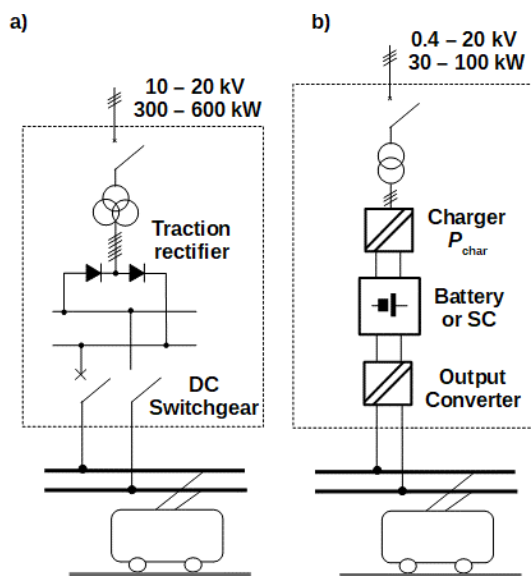 a)
10 – 20 kV
300 – 600 kW
Traction
rectifier
DC
Switchgear
b)
0.4 – 20 kV
30 – 100 kW
Charger
P char
Battery
or SC
Output
Converter